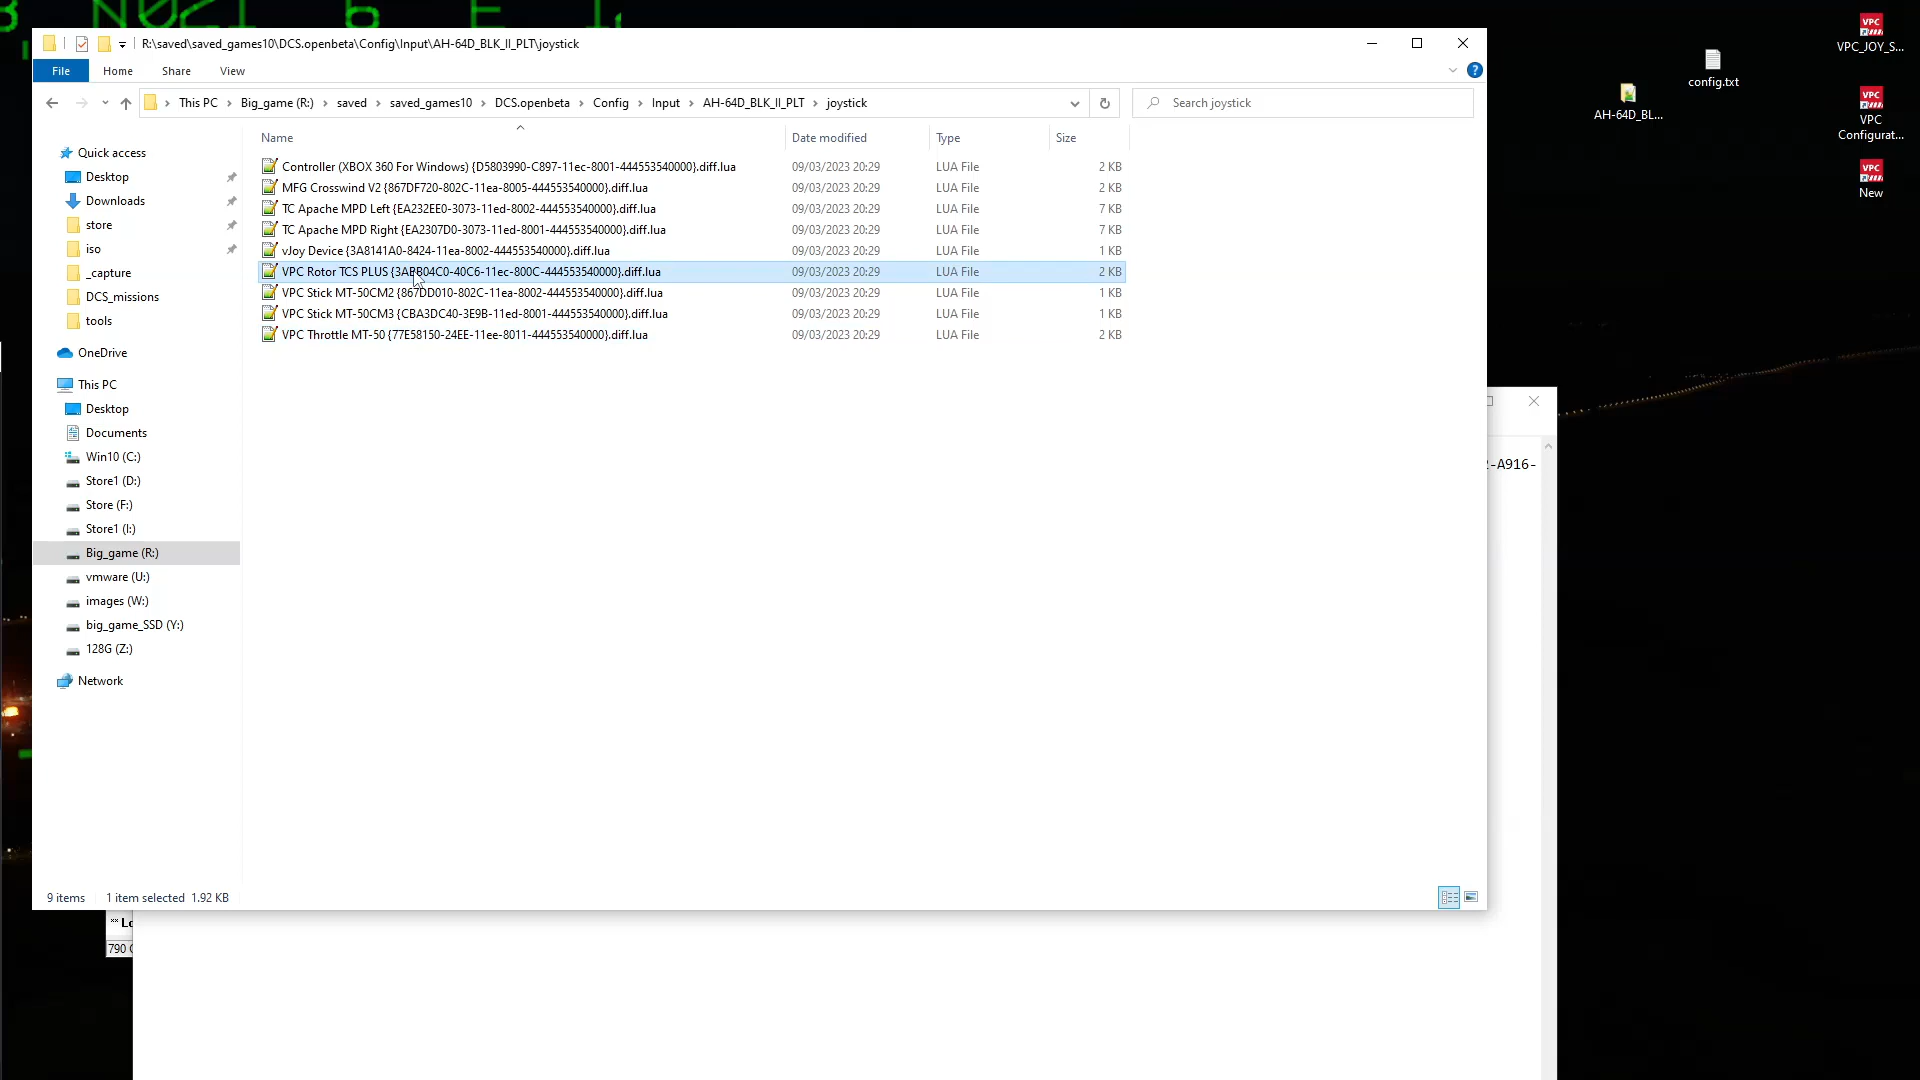 R:\saved\saved_games10\DCS.openbeta\Config\Input\AH-64D_BLK_II_PLT\joystick
File Home Share View
This PC Big_game (R:) saved saved_games10 DCS.openbeta Config Input AH-64D_BLK_II_PLT joystick
Search joystick
Name Date modified Type Size
Controller (XBOX 360 For Windows) {D5803990-C897-11ec-8001-444553540000}.diff.lua 09/03/2023 20:29 LUA File 2 KB
MFG Crosswind V2 {867DF720-802C-11ea-8005-444553540000}.diff.lua 09/03/2023 20:29 LUA File 2 KB
TC Apache MPD Left {EA232EE0-3073-11ed-8002-444553540000}.diff.lua 09/03/2023 20:29 LUA File 7 KB
TC Apache MPD Right {EA2307D0-3073-11ed-8001-444553540000}.diff.lua 09/03/2023 20:29 LUA File 7 KB
vJoy Device {3A8141A0-8424-11ea-8002-444553540000}.diff.lua 09/03/2023 20:29 LUA File 1 KB
VPC Rotor TCS PLUS 09/03/2023 20:29 LUA File 2 KB
VPC Stick MT-50CM2 {867DD010-802C-11ea-8002-444553540000}.diff.lua 09/03/2023 20:29 LUA File 1 KB
VPC Stick MT-50CM3 {CBA3DC40-3E9B-11ed-8001-444553540000}.diff.lua 09/03/2023 20:29 LUA File 1 KB
VPC Throttle MT-50 {77E58150-24EE-11ee-8011-444553540000}.diff.lua 09/03/2023 20:29 LUA File 2 KB
Quick access
Desktop
Downloads
store
iso
_capture
DCS_missions
tools
OneDrive
This PC
Desktop
Documents
Win10 (C:)
Store1 (D:)
Store (F:)
Store1 (I:)
Big_game (R:)
vmware (U:)
images (W:)
big_game_SSD (Y:)
128G (Z:)
Network
9 items 1 item selected 1.92 KB
-A916-
790
AH-64D_BL...
config.txt
VPC
VPC_JOY_S...
VPC
VPC
Configurat...
VPC
New